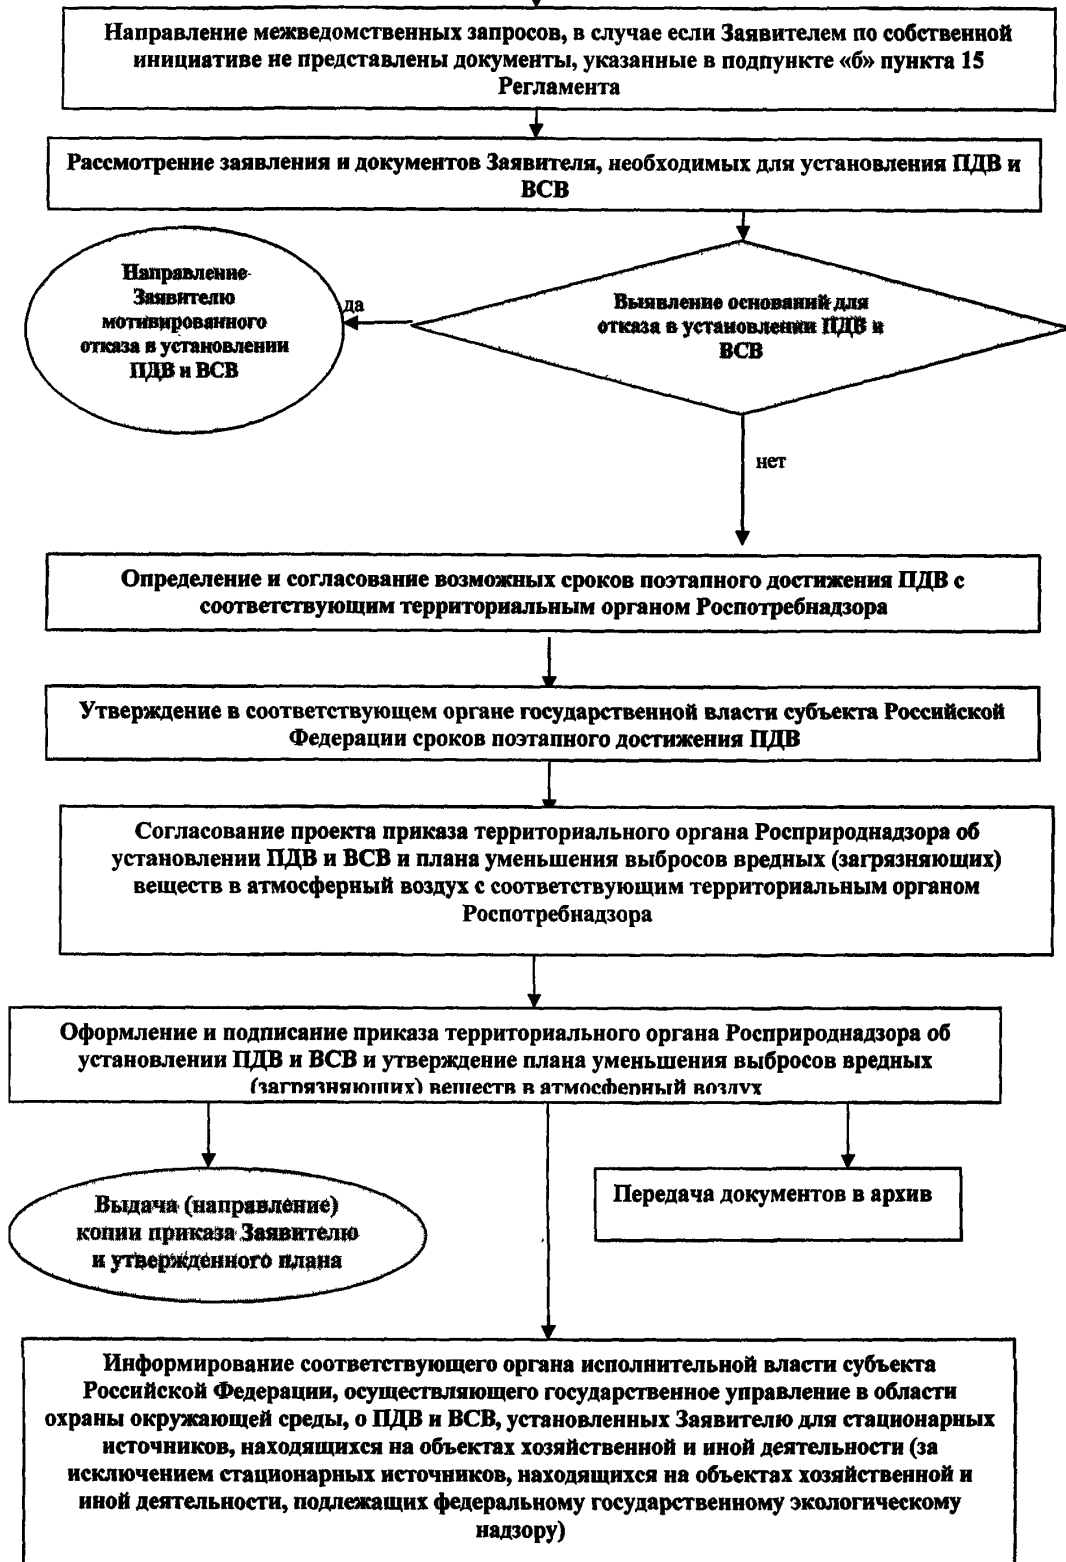 Направление межведомственных запросов, в случае если Заявителем по собственной
инициативе не представлены документы, указанные в подпункте «б» пункта 15
Регламента
Рассмотрение заявления и документов Заявителя, необходимых для установления ПДВ и
ВСВ
Направление
Заявителю
мотивированного
отказа в установлении
ПДВ и ВСВ
да
Выявление оснований для
отказа в установлении ПДВ и
ВСВ
нет
Определение и согласование возможных сроков поэтапного достижения ПДВ с
соответствующим территориальным органом Роспотребнадзора
Утверждение в соответствующем органе государственной власти субъекта Российской
Федерации сроков поэтапного достижения ПДВ
Согласование проекта приказа территориального органа Росприроднадзора об
установлении ПДВ и ВСВ и плана уменьшения выбросов вредных (загрязняющих)
веществ в атмосферный воздух с соответствующим территориальным органом
Роспотребнадзора
Оформление и подписание приказа территориального органа Росприроднадзора об
установлении ПДВ и ВСВ и утверждение плана уменьшения выбросов вредных
(загрязняющих) веществ в атмосферный воздух
Выдача (направление)
копии приказа Заявителю
и утвержденного плана
Передача документов в архив
Информирование соответствующего органа исполнительной власти субъекта
Российской Федерации, осуществляющего государственное управление в области
охраны окружающей среды, о ПДВ и ВСВ, установленных Заявителю для стационарных
источников, находящихся на объектах хозяйственной и иной деятельности (за
исключением стационарных источников, находящихся на объектах хозяйственной и
иной деятельности, подлежащих федеральному государственному экологическому
надзору)